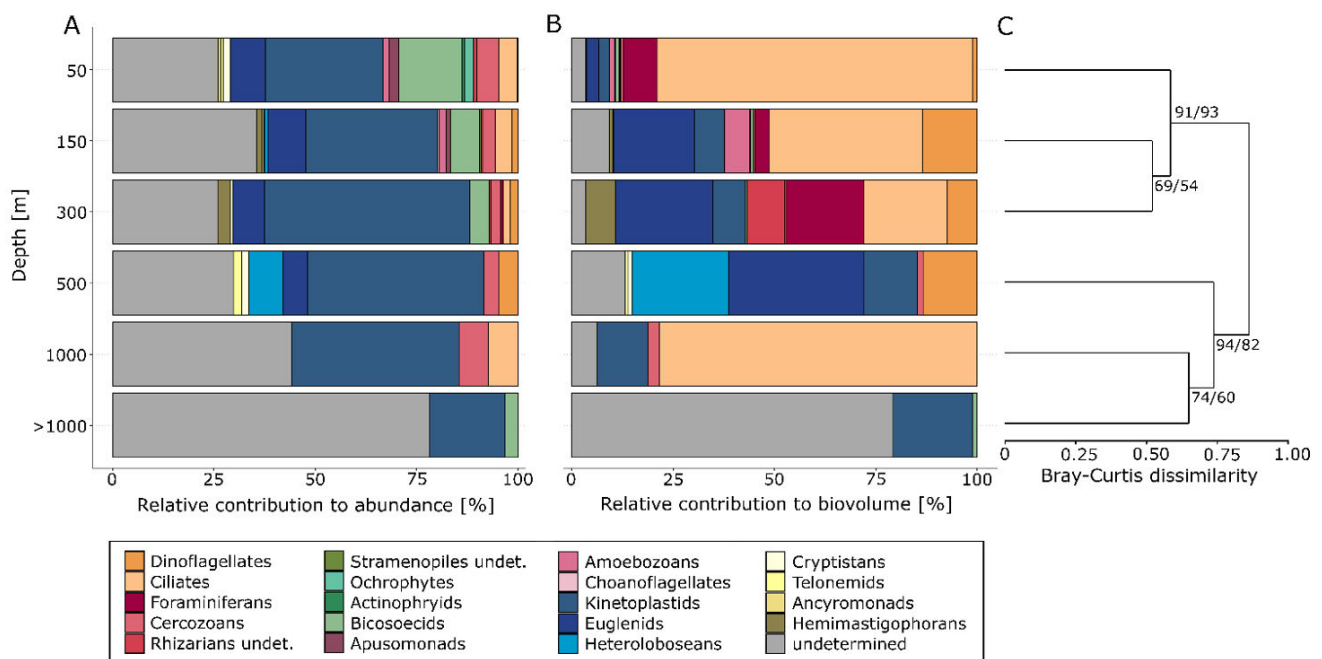 A
B
C
Depth [m]
50
150
300
500
1000
>1000
0
25
50
75
100
Relative contribution to abundance [%]
0
25
50
75
100
Relative contribution to biovolume [%]
91/93
69/54
94/82
74/60
0
0.25
0.50
0.75
1.00
Bray-Curtis dissimilarity
Dinoflagellates
Ciliates
Foraminiferans
Cercozoans
Rhizarians undet.
Stramenopiles undet.
Ochrophytes
Actinophryids
Bicosoecids
Apusomonads
Amoebozoans
Choanoflagellates
Kinetoplastids
Euglenids
Heteroloboseans
Cryptistans
Telonemids
Ancyromonads
Hemimastigophorans
undetermined